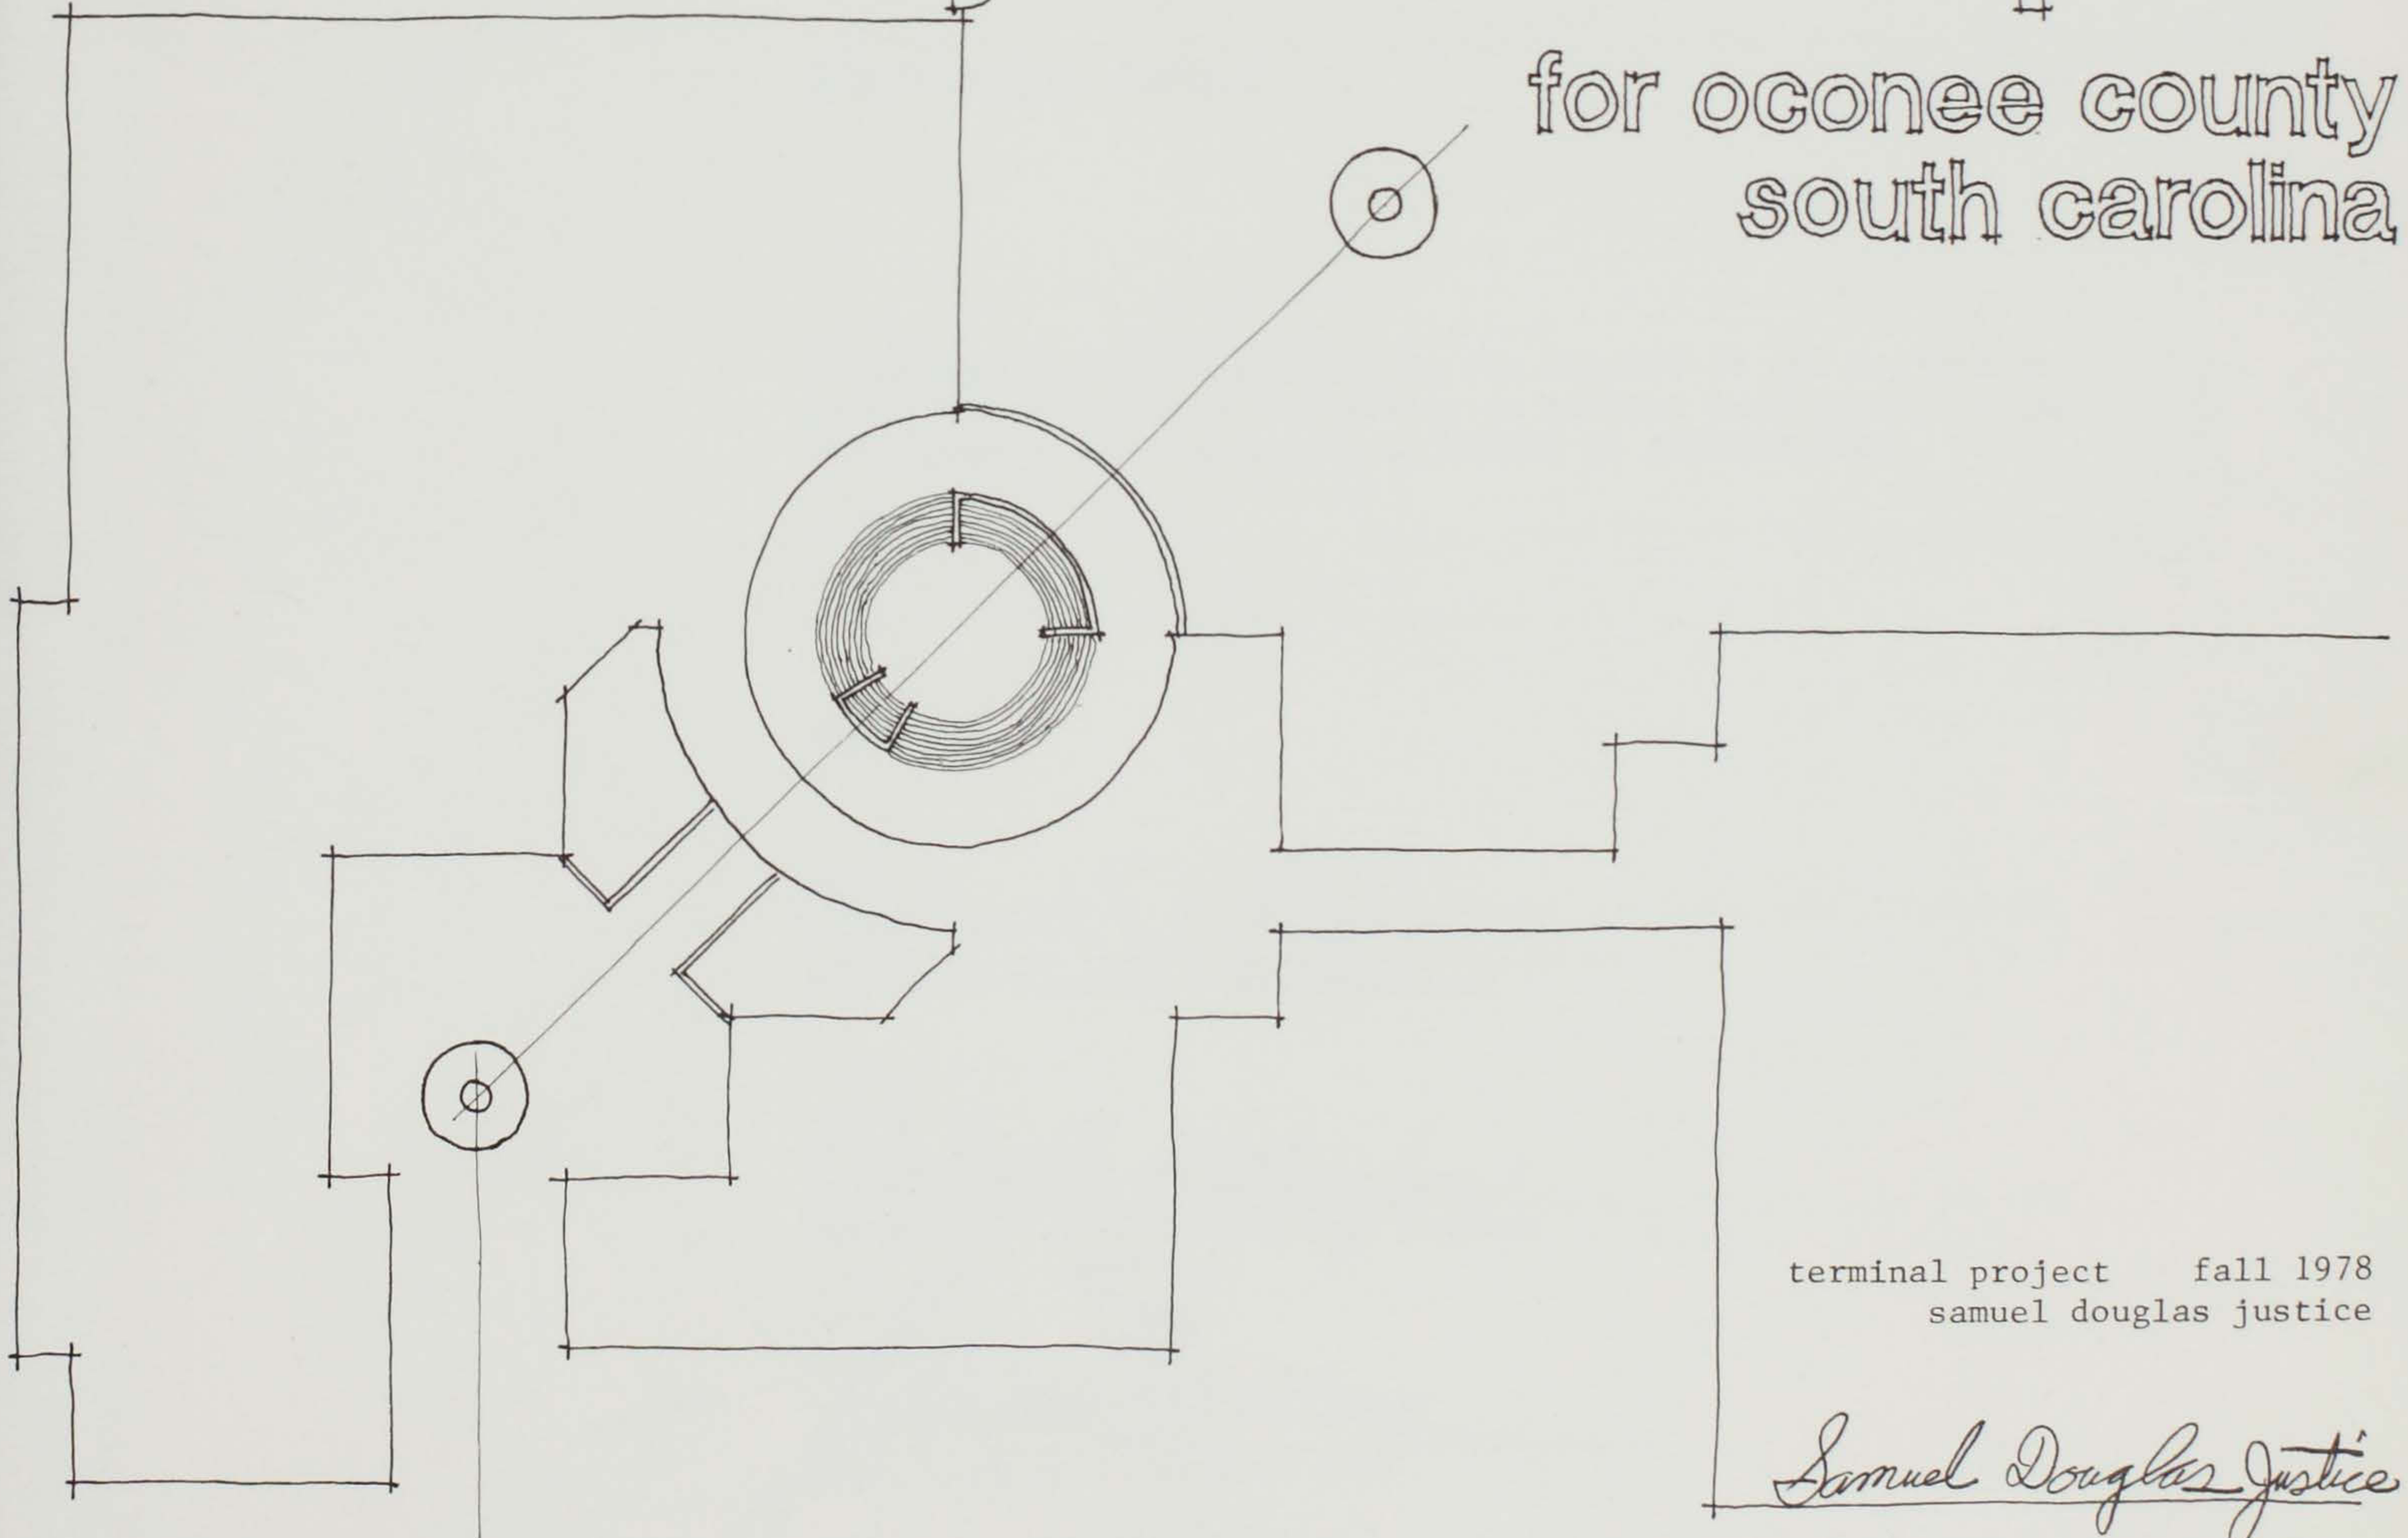 for oconee county
south carolina
terminal project fall 1978
samuel douglas justice
Samuel Douglas Justice